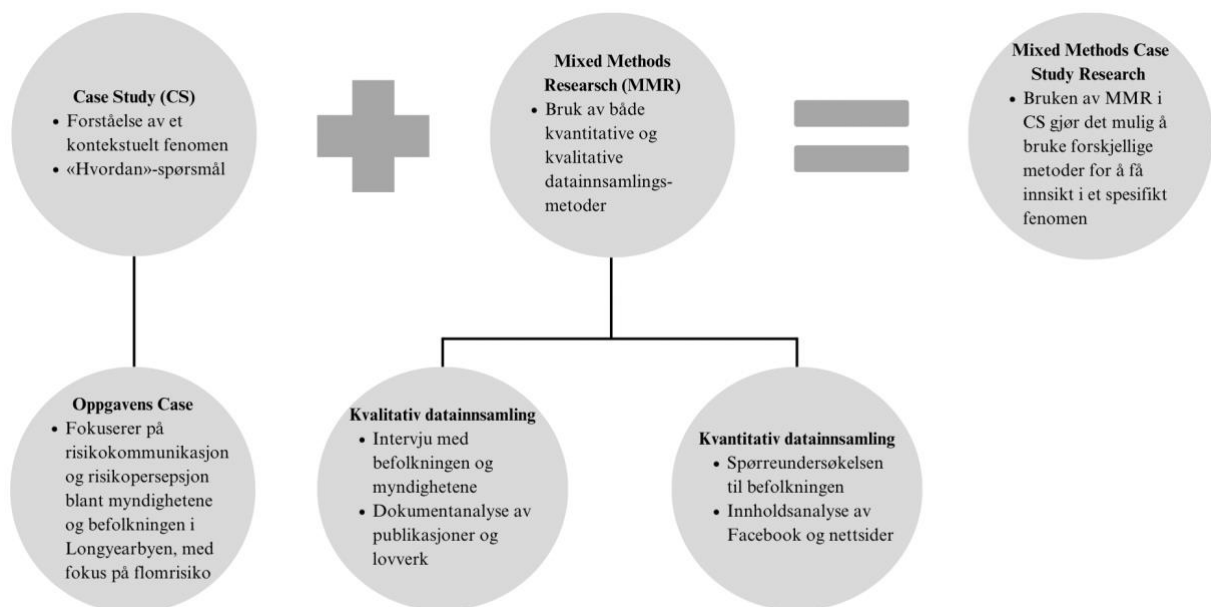 Case Study (CS)
• Forståelse av et
kontekstuelt fenomen
• «Hvordan»-spørsmål
Mixed Methods
Researsch (MMR)
• Bruk av både
kvantitative og
kvalitative
datainnsamlings-
metoder
Mixed Methods Case
Study Research
• Bruken av MMR i
CS gjør det mulig å
bruke forskjellige
metoder for å få
innsikt i et spesifikt
fenomen
Oppgavens Case
• Fokuserer på
risikokommunikasjon
og risikopersepsjon
blant myndighetene
og befolkningen i
Longyearbyen, med
fokus på flomrisiko
Kvalitativ datainnsamling
• Intervju med
befolkningen og
myndighetene
• Dokumentanalyse av
publikasjoner og
lovverk
Kvantitativ datainnsamling
• Spørreundersøkelsen
til befolkningen
• Innholdsanalyse av
Facebook og nettsider